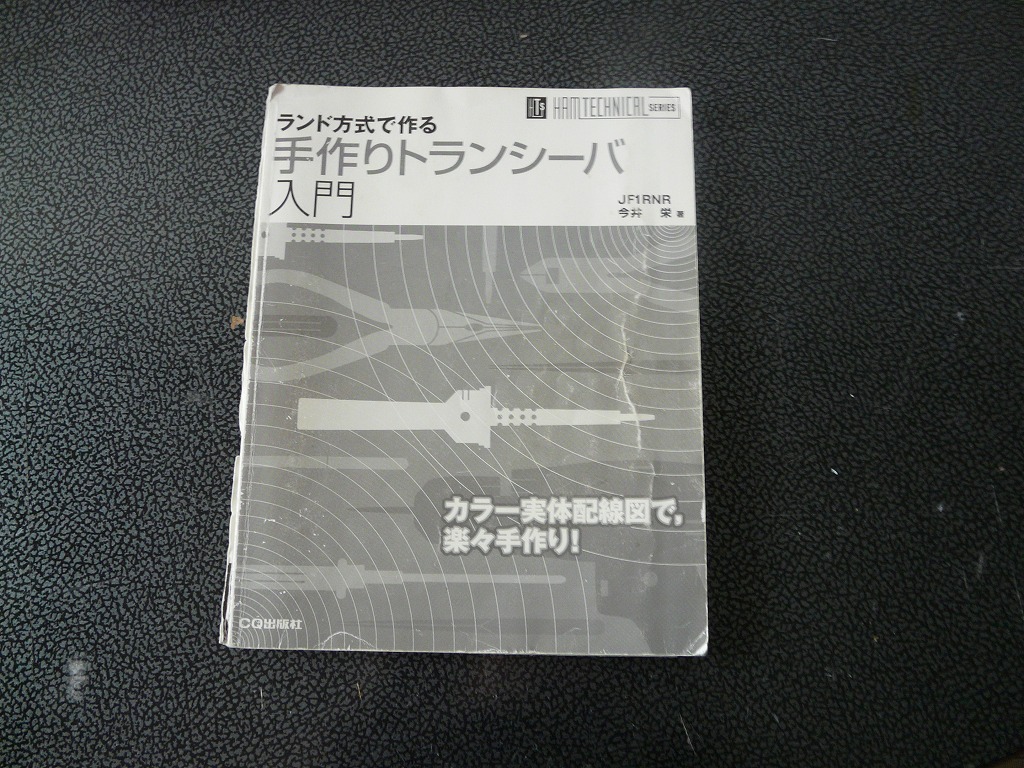 HTS HAM TECHNICAL SERIES
ランド方式で作る
手作りトランシーバ
入門
JF1RNR
今井 栄 著
カラー実体配線図で,
楽々手作り!
CQ出版社